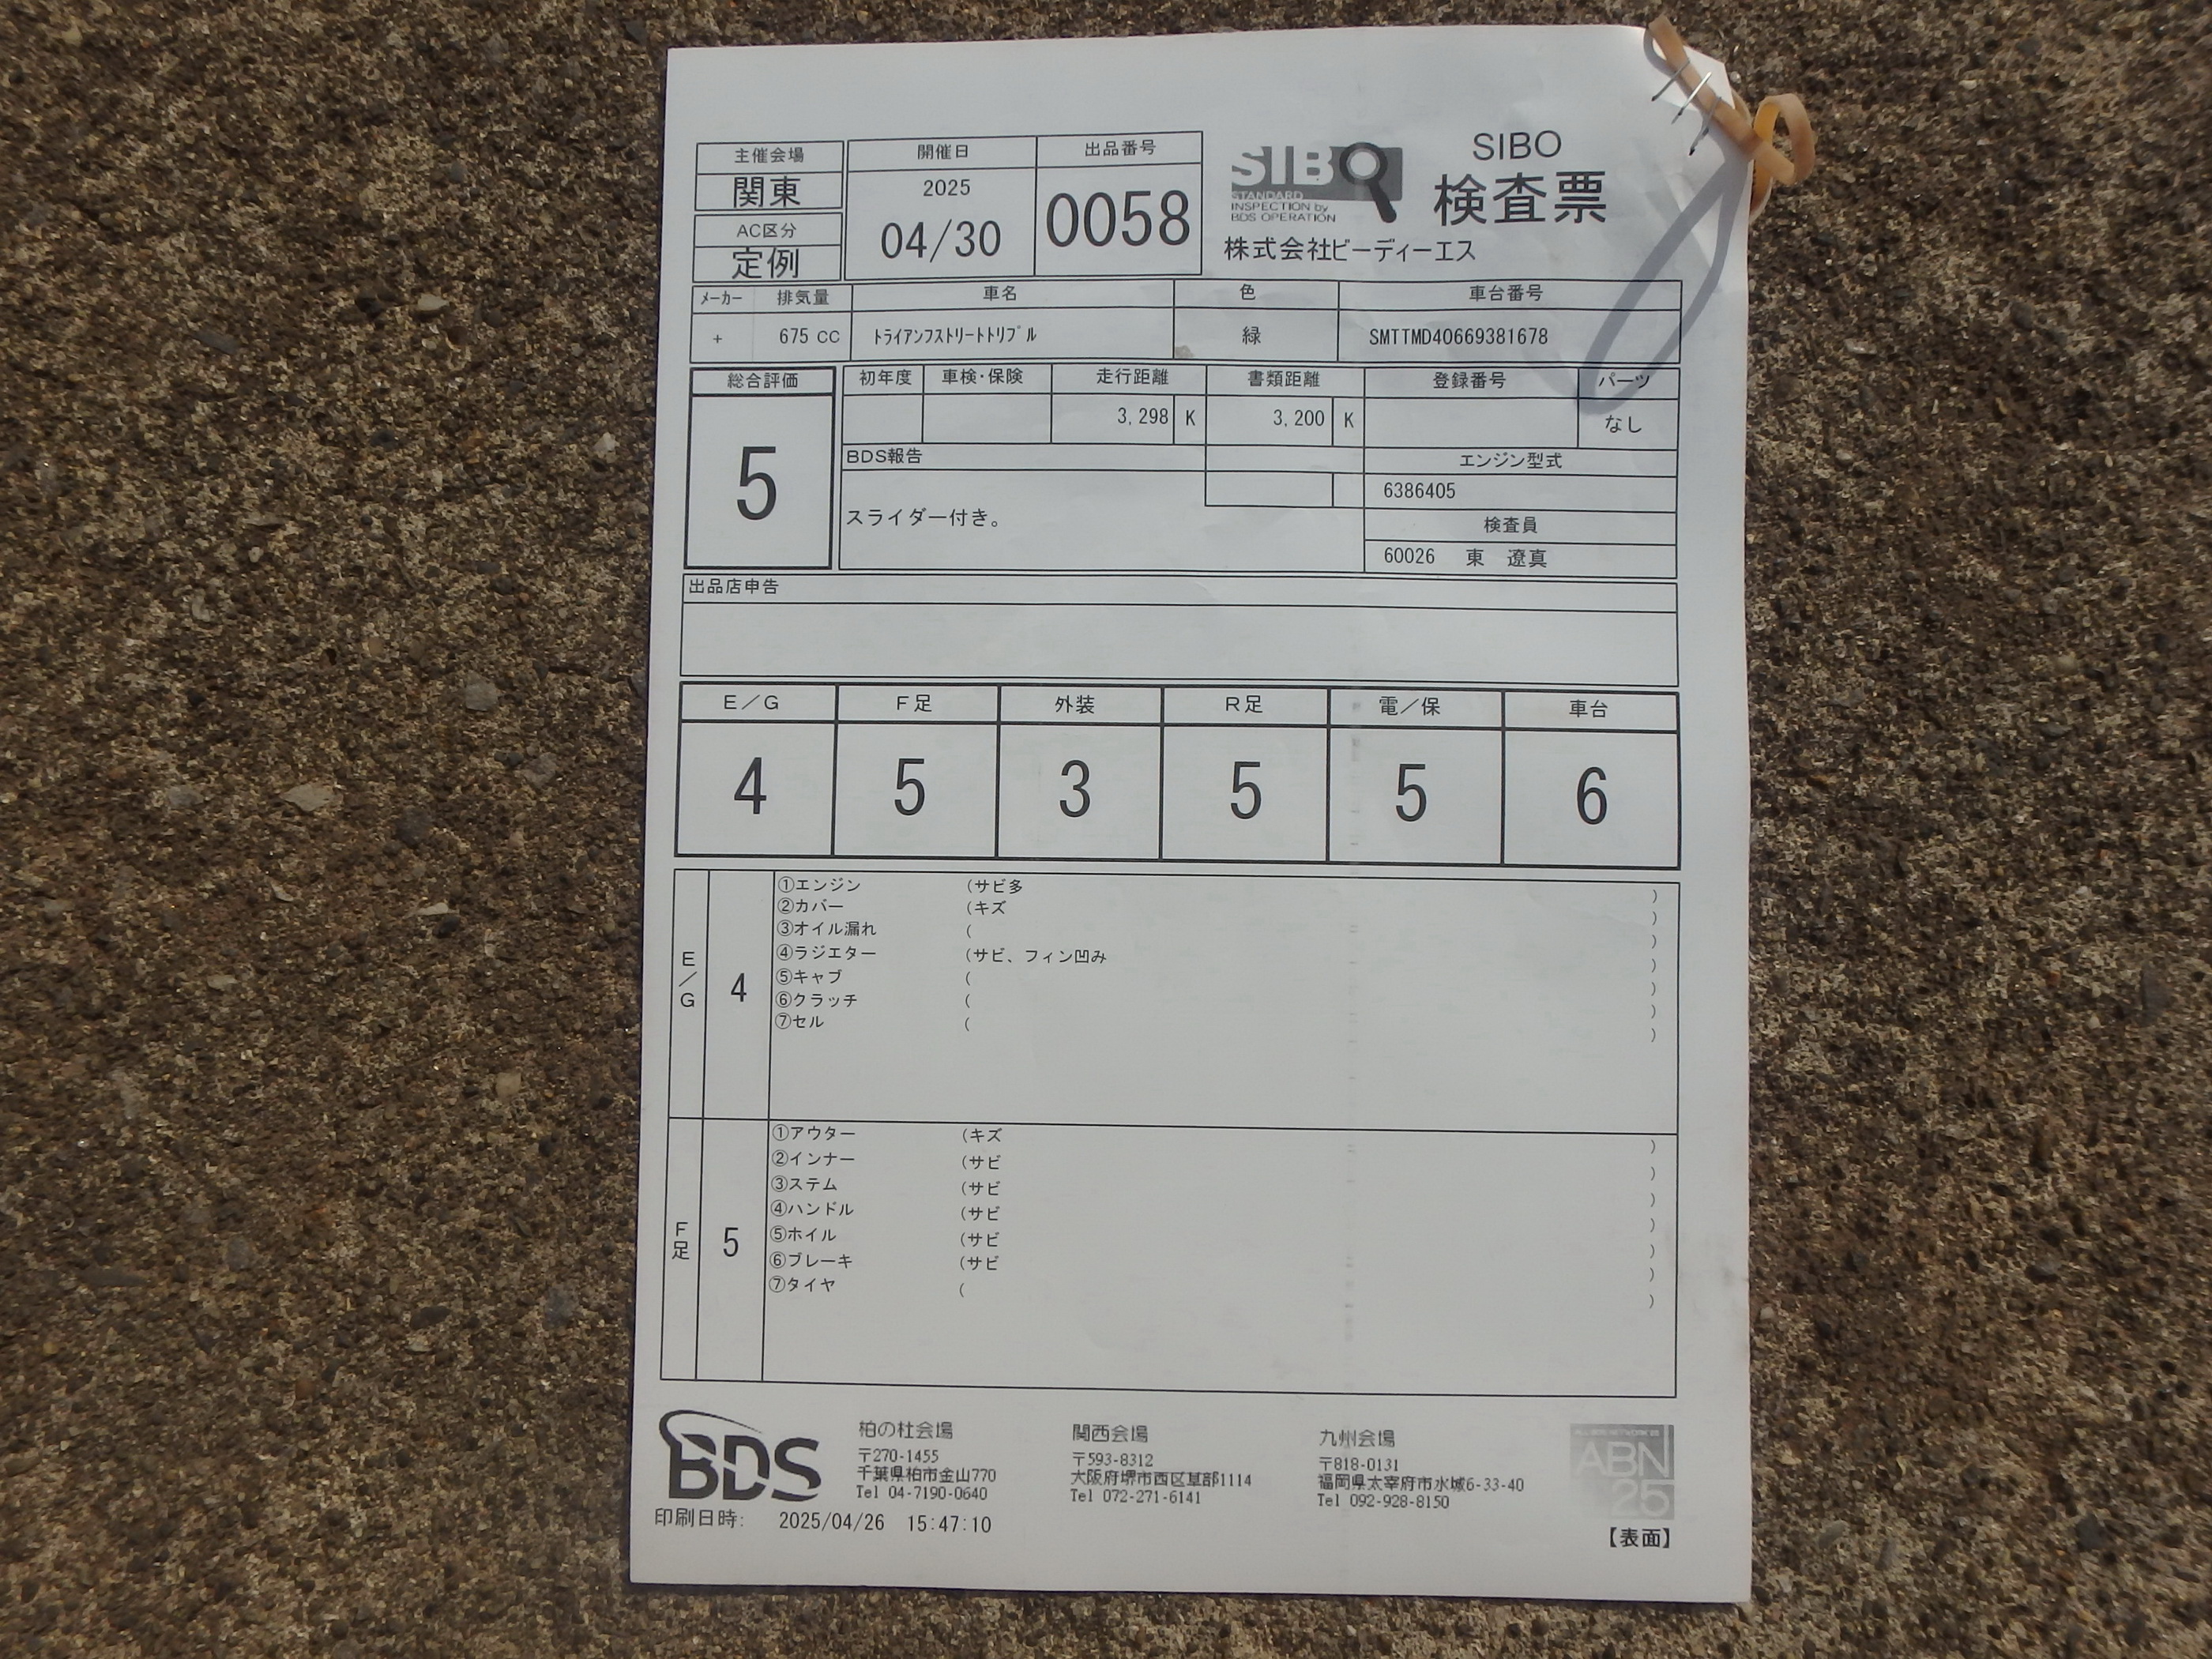 主催会場
関東
AC区分
定例
開催日
2025
04/30
出品番号
0058
SIBO
STANDARD
INSPECTION by
BDS OPERATION
SIBO
検査票
株式会社ビーディーエス
メーカー 排気量 車名 色 車台番号
+ 675 CC ﾄﾗｲｱﾝﾌｽﾄﾘｰﾄﾄﾘﾌﾟﾙ 緑 SMTTMD40669381678
総合評価
5
初年度 車検・保険 走行距離 書類距離 登録番号 パーツ
3,298 K 3,200 K なし
BDS報告
スライダー付き。
エンジン型式
6386405
検査員
60026 東 遼真
出品店申告
E/G F足 外装 R足 電/保 車台
4 5 3 5 5 6
E/G
4
①エンジン (サビ多 )
②カバー (キズ )
③オイル漏れ ( )
④ラジエター (サビ、フィン凹み )
⑤キャブ ( )
⑥クラッチ ( )
⑦セル ( )
F足
5
①アウター (キズ )
②インナー (サビ )
③ステム (サビ )
④ハンドル (サビ )
⑤ホイル (サビ )
⑥ブレーキ (サビ )
⑦タイヤ ( )
BDS
柏の杜会場
〒270-1455
千葉県柏市金山770
Tel 04-7190-0640
関西会場
〒593-8312
大阪府堺市西区草部1114
Tel 072-271-6141
九州会場
〒818-0131
福岡県太宰府市水城6-33-40
Tel 092-928-8150
ABN
25
印刷日時: 2025/04/26 15:47:10
【表面】